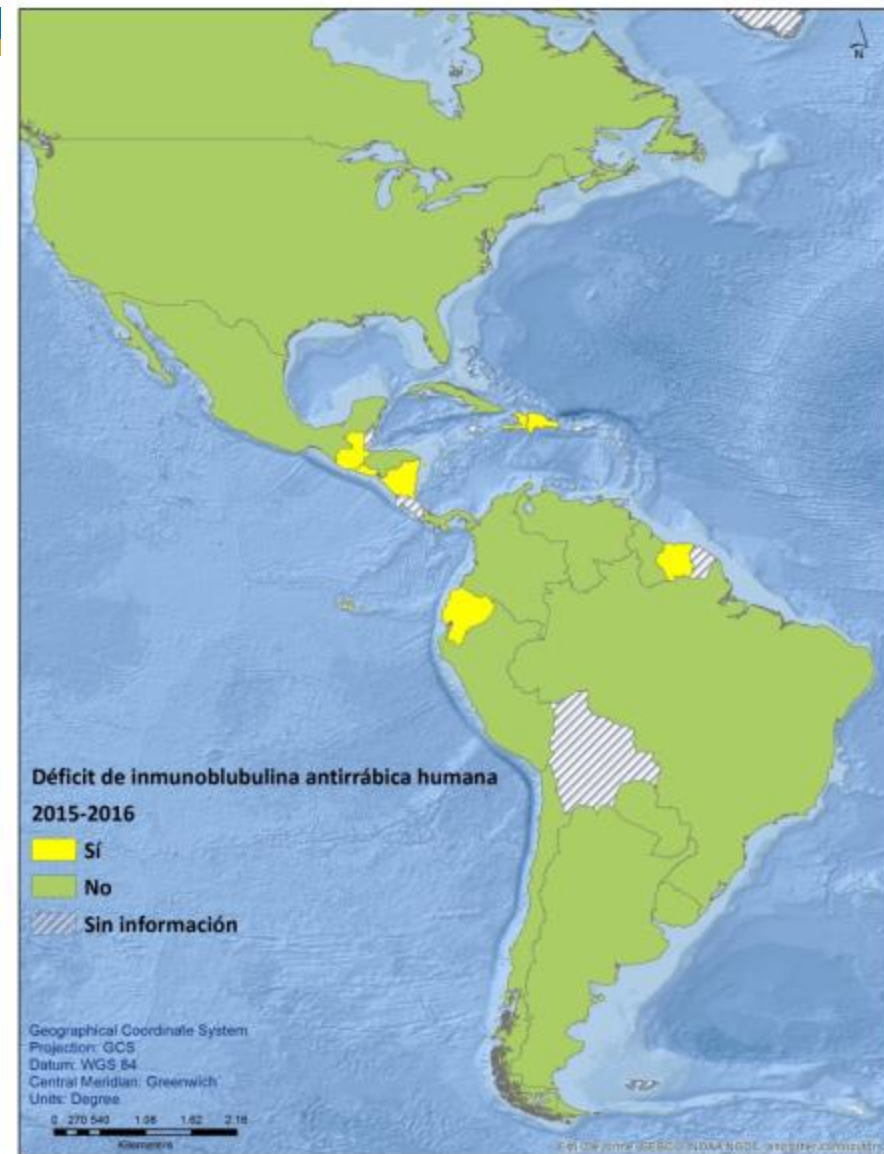 N
Déficit de inmunoblubulina antirrábica humana
2015-2016
Sí
No
Sin información
Geographical Coordinate System
Projection: GCS
Datum: WGS 84
Central Meridian: Greenwich
Units: Degree
0 270 540 1.08 1.62 2.16
Kilometers